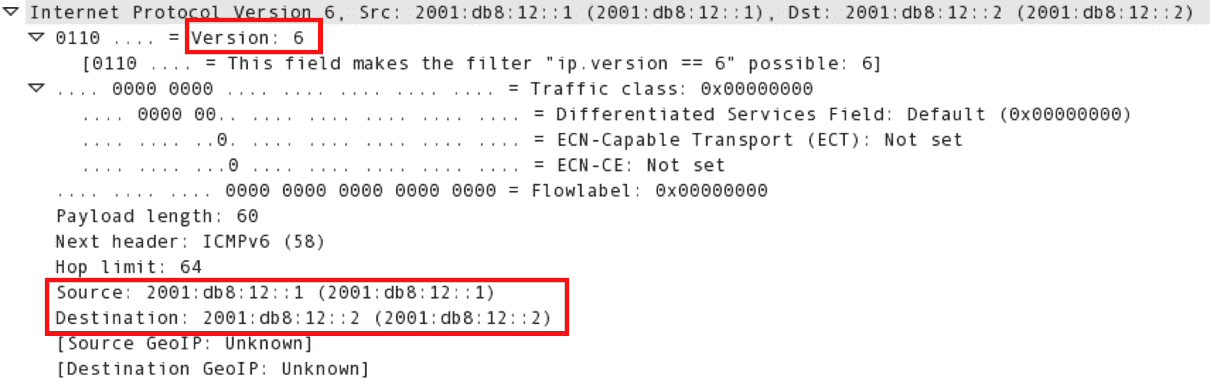 Internet Protocol Version 6, Src: 2001:db8:12::1 (2001:db8:12::1), Dst: 2001:db8:12::2 (2001:db8:12::2)
0110 .... = Version: 6
[0110 .... = This field makes the filter "ip.version == 6" possible: 6]
.... 0000 0000 .... .... .... .... .... = Traffic class: 0x00000000
.... 0000 00.. .... .... .... .... .... = Differentiated Services Field: Default (0x00000000)
.... .... ..0. .... .... .... .... .... = ECN-Capable Transport (ECT): Not set
.... .... ...0 .... .... .... .... .... = ECN-CE: Not set
.... .... .... 0000 0000 0000 0000 0000 = Flowlabel: 0x00000000
Payload length: 60
Next header: ICMPv6 (58)
Hop limit: 64
Source: 2001:db8:12::1 (2001:db8:12::1)
Destination: 2001:db8:12::2 (2001:db8:12::2)
[Source GeoIP: Unknown]
[Destination GeoIP: Unknown]